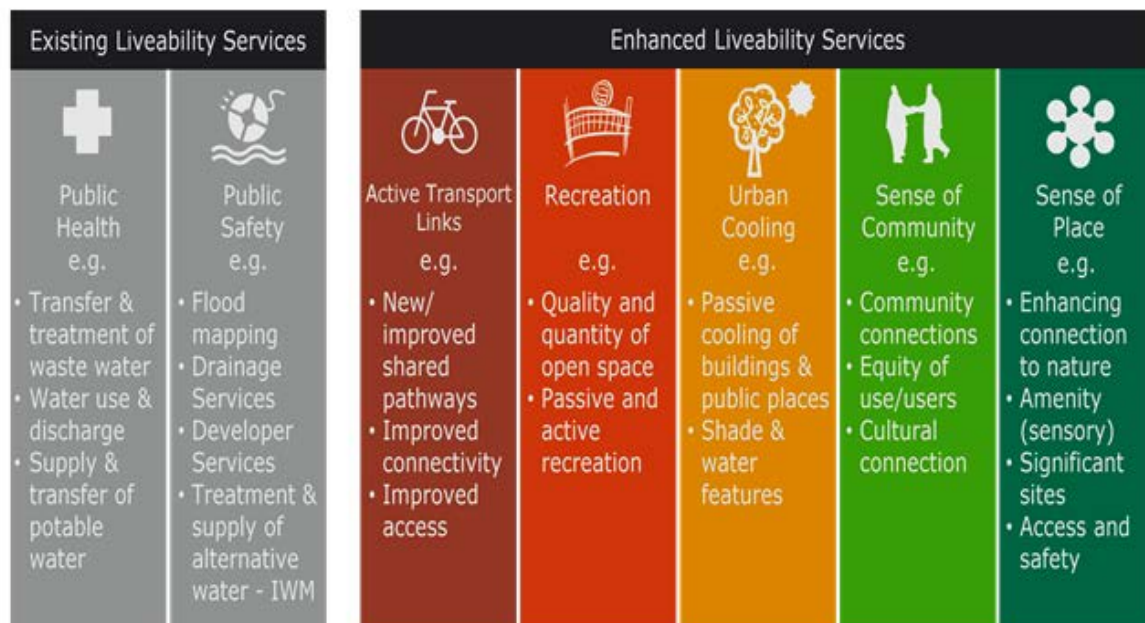 Existing Liveability Services
Public
Health
e.g.
• Transfer &
treatment of
waste water
• Water use &
discharge
• Supply &
transfer of
potable
water
Public
Safety
e.g.
• Flood
mapping
• Drainage
Services
• Developer
Services
• Treatment &
supply of
alternative
water - IWM
Enhanced Liveability Services
Active Transport
Links
e.g.
• New/
improved
shared
pathways
• Improved
connectivity
• Improved
access
Recreation
e.g.
• Quality and
quantity of
open space
• Passive and
active
recreation
Urban
Cooling
e.g.
• Passive
cooling of
buildings &
public places
• Shade &
water
features
Sense of
Community
e.g.
• Community
connections
• Equity of
use/users
• Cultural
connection
Sense of
Place
e.g.
• Enhancing
connection
to nature
• Amenity
(sensory)
• Significant
sites
• Access and
safety